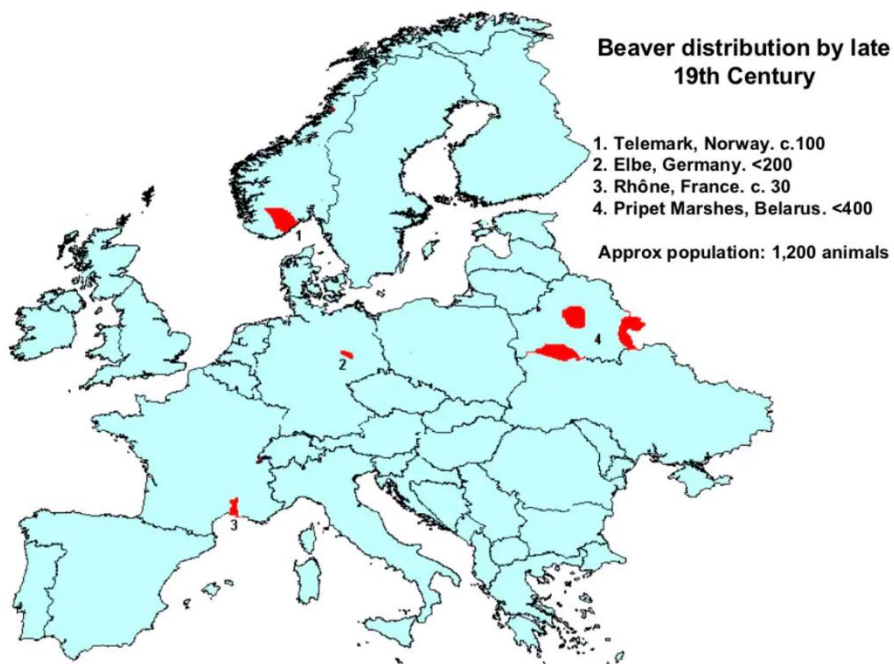 Beaver distribution by late
19th Century
1. Telemark, Norway. c.100
2. Elbe, Germany. <200
3. Rhône, France. c. 30
4. Pripet Marshes, Belarus. <400
Approx population: 1,200 animals
1
4
2
3